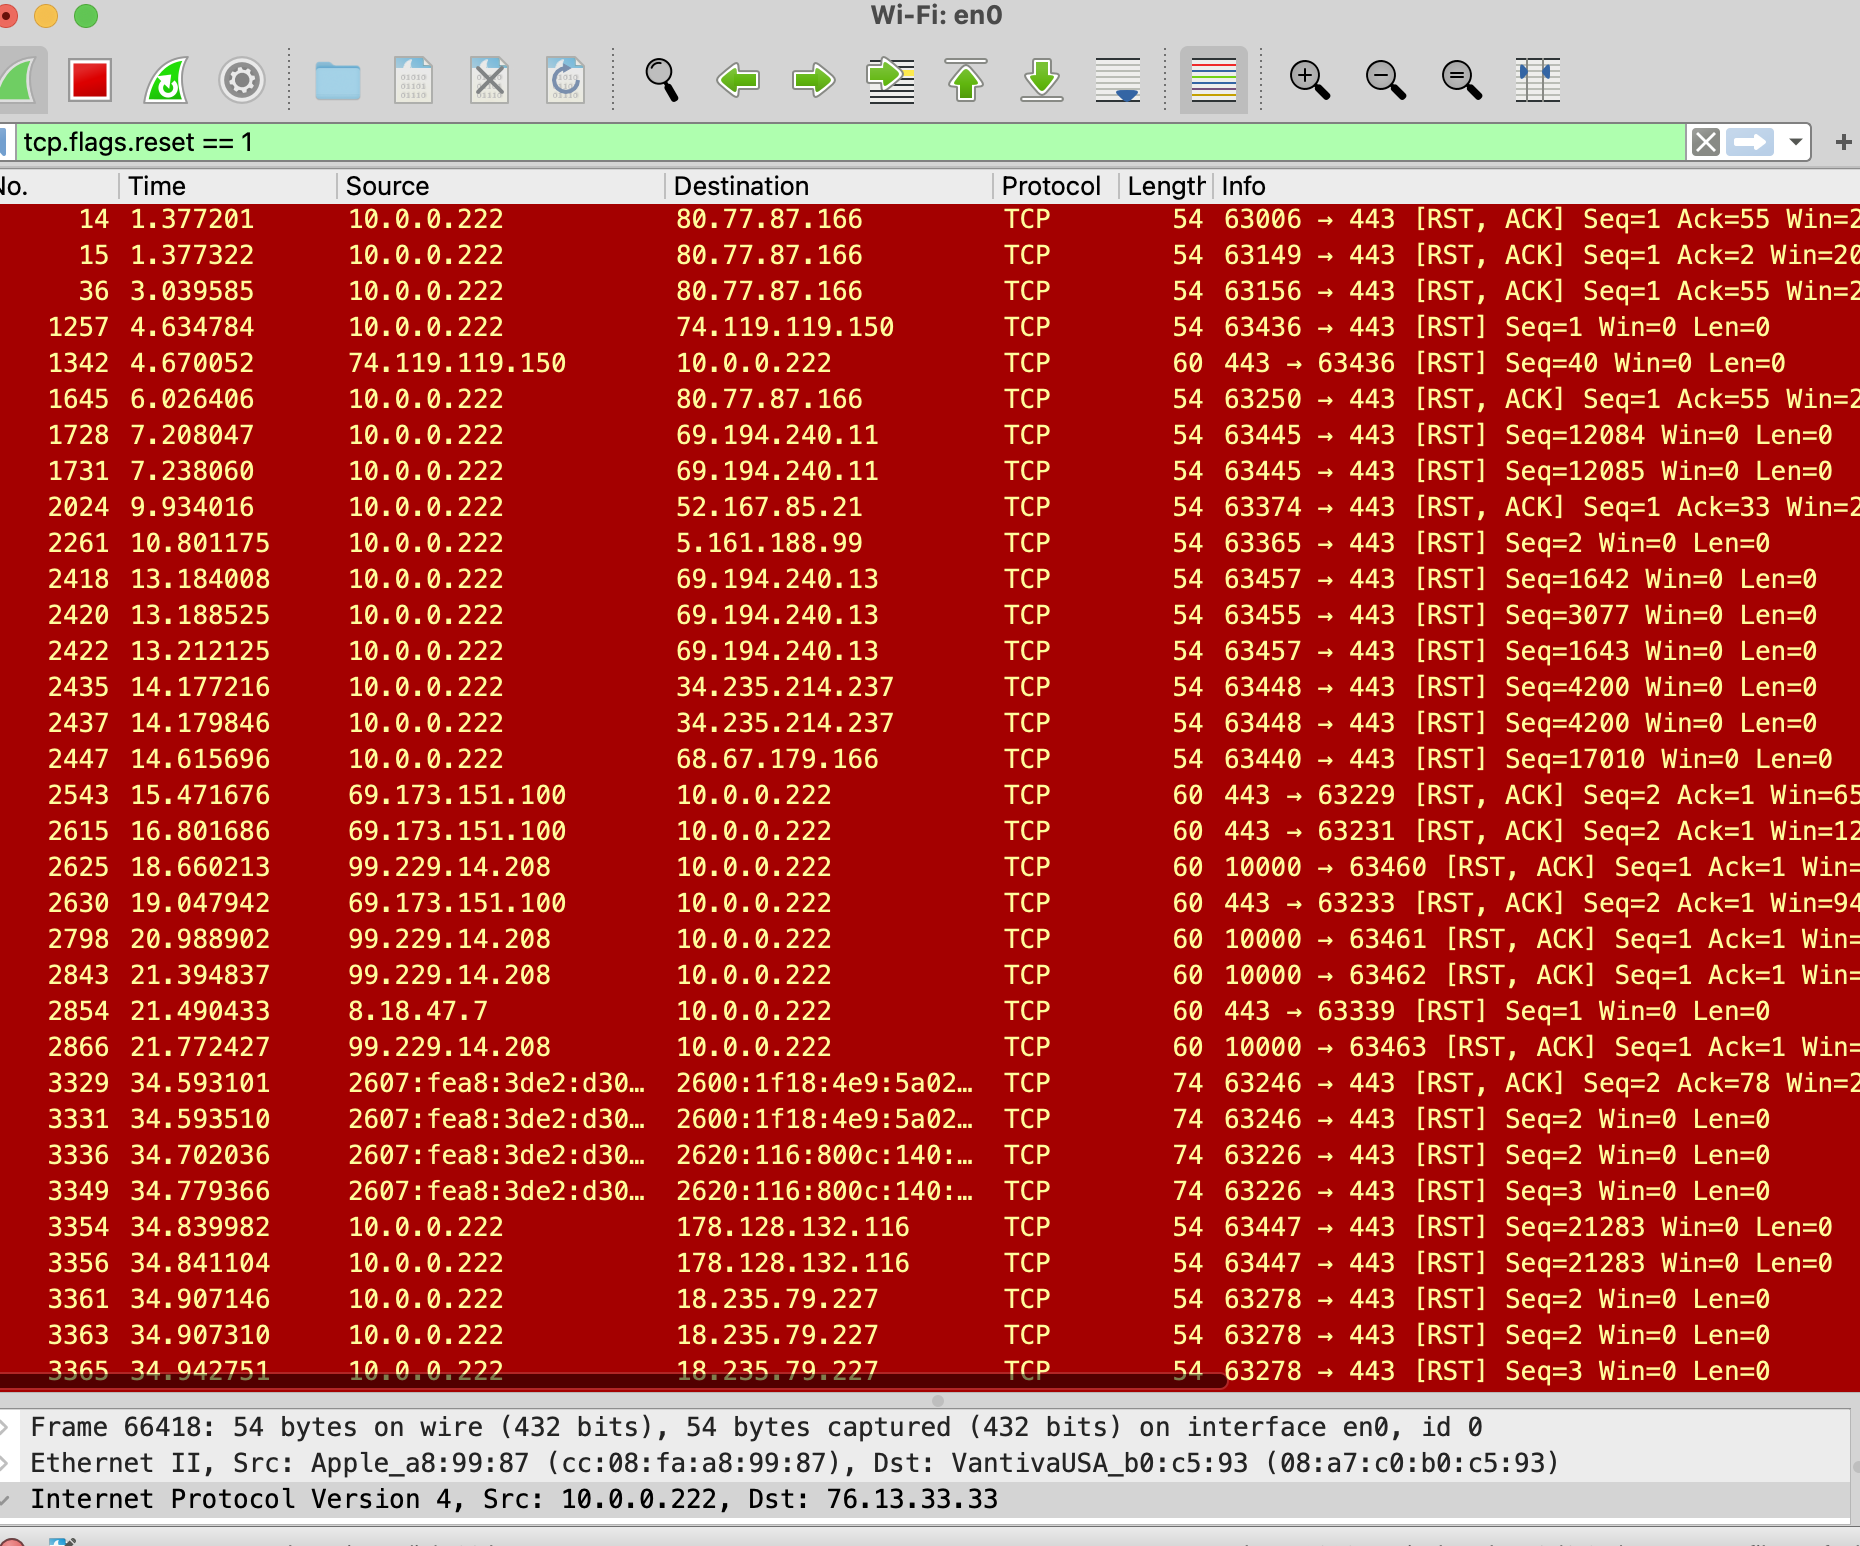 Wi-Fi: en0
tcp.flags.reset == 1
No. Time Source Destination Protocol Length Info
14 1.377201 10.0.0.222 80.77.87.166 TCP 54 63006 → 443 [RST, ACK] Seq=1 Ack=55 Win=2
15 1.377322 10.0.0.222 80.77.87.166 TCP 54 63149 → 443 [RST, ACK] Seq=1 Ack=2 Win=20
36 3.039585 10.0.0.222 80.77.87.166 TCP 54 63156 → 443 [RST, ACK] Seq=1 Ack=55 Win=2
1257 4.634784 10.0.0.222 74.119.119.150 TCP 54 63436 → 443 [RST] Seq=1 Win=0 Len=0
1342 4.670052 74.119.119.150 10.0.0.222 TCP 60 443 → 63436 [RST] Seq=40 Win=0 Len=0
1645 6.026406 10.0.0.222 80.77.87.166 TCP 54 63250 → 443 [RST, ACK] Seq=1 Ack=55 Win=2
1728 7.208047 10.0.0.222 69.194.240.11 TCP 54 63445 → 443 [RST] Seq=12084 Win=0 Len=0
1731 7.238060 10.0.0.222 69.194.240.11 TCP 54 63445 → 443 [RST] Seq=12085 Win=0 Len=0
2024 9.934016 10.0.0.222 52.167.85.21 TCP 54 63374 → 443 [RST, ACK] Seq=1 Ack=33 Win=2
2261 10.801175 10.0.0.222 5.161.188.99 TCP 54 63365 → 443 [RST] Seq=2 Win=0 Len=0
2418 13.184008 10.0.0.222 69.194.240.13 TCP 54 63457 → 443 [RST] Seq=1642 Win=0 Len=0
2420 13.188525 10.0.0.222 69.194.240.13 TCP 54 63455 → 443 [RST] Seq=3077 Win=0 Len=0
2422 13.212125 10.0.0.222 69.194.240.13 TCP 54 63457 → 443 [RST] Seq=1643 Win=0 Len=0
2435 14.177216 10.0.0.222 34.235.214.237 TCP 54 63448 → 443 [RST] Seq=4200 Win=0 Len=0
2437 14.179846 10.0.0.222 34.235.214.237 TCP 54 63448 → 443 [RST] Seq=4200 Win=0 Len=0
2447 14.615696 10.0.0.222 68.67.179.166 TCP 54 63440 → 443 [RST] Seq=17010 Win=0 Len=0
2543 15.471676 69.173.151.100 10.0.0.222 TCP 60 443 → 63229 [RST, ACK] Seq=2 Ack=1 Win=65
2615 16.801686 69.173.151.100 10.0.0.222 TCP 60 443 → 63231 [RST, ACK] Seq=2 Ack=1 Win=12
2625 18.660213 99.229.14.208 10.0.0.222 TCP 60 10000 → 63460 [RST, ACK] Seq=1 Ack=1 Win=
2630 19.047942 69.173.151.100 10.0.0.222 TCP 60 443 → 63233 [RST, ACK] Seq=2 Ack=1 Win=94
2798 20.988902 99.229.14.208 10.0.0.222 TCP 60 10000 → 63461 [RST, ACK] Seq=1 Ack=1 Win=
2843 21.394837 99.229.14.208 10.0.0.222 TCP 60 10000 → 63462 [RST, ACK] Seq=1 Ack=1 Win=
2854 21.490433 8.18.47.7 10.0.0.222 TCP 60 443 → 63339 [RST] Seq=1 Win=0 Len=0
2866 21.772427 99.229.14.208 10.0.0.222 TCP 60 10000 → 63463 [RST, ACK] Seq=1 Ack=1 Win=
3329 34.593101 2607:fea8:3de2:d30… 2600:1f18:4e9:5a02… TCP 74 63246 → 443 [RST, ACK] Seq=2 Ack=78 Win=2
3331 34.593510 2607:fea8:3de2:d30… 2600:1f18:4e9:5a02… TCP 74 63246 → 443 [RST] Seq=2 Win=0 Len=0
3336 34.702036 2607:fea8:3de2:d30… 2620:116:800c:140:… TCP 74 63226 → 443 [RST] Seq=2 Win=0 Len=0
3349 34.779366 2607:fea8:3de2:d30… 2620:116:800c:140:… TCP 74 63226 → 443 [RST] Seq=3 Win=0 Len=0
3354 34.839982 10.0.0.222 178.128.132.116 TCP 54 63447 → 443 [RST] Seq=21283 Win=0 Len=0
3356 34.841104 10.0.0.222 178.128.132.116 TCP 54 63447 → 443 [RST] Seq=21283 Win=0 Len=0
3361 34.907146 10.0.0.222 18.235.79.227 TCP 54 63278 → 443 [RST] Seq=2 Win=0 Len=0
3363 34.907310 10.0.0.222 18.235.79.227 TCP 54 63278 → 443 [RST] Seq=2 Win=0 Len=0
3365 34.942751 10.0.0.222 18.235.79.227 TCP 54 63278 → 443 [RST] Seq=3 Win=0 Len=0
Frame 66418: 54 bytes on wire (432 bits), 54 bytes captured (432 bits) on interface en0, id 0
Ethernet II, Src: Apple_a8:99:87 (cc:08:fa:a8:99:87), Dst: VantivaUSA_b0:c5:93 (08:a7:c0:b0:c5:93)
Internet Protocol Version 4, Src: 10.0.0.222, Dst: 76.13.33.33